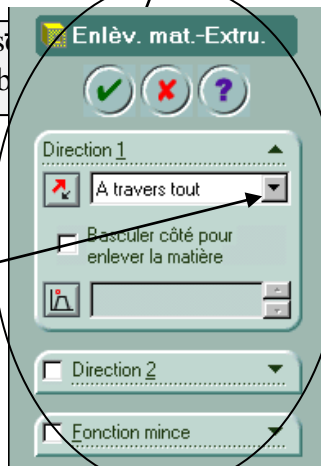 Enlèv. mat.-Extru.
?
Direction 1
A travers tout
Basculer côté pour
enlever la matière
Direction 2
Fonction mince